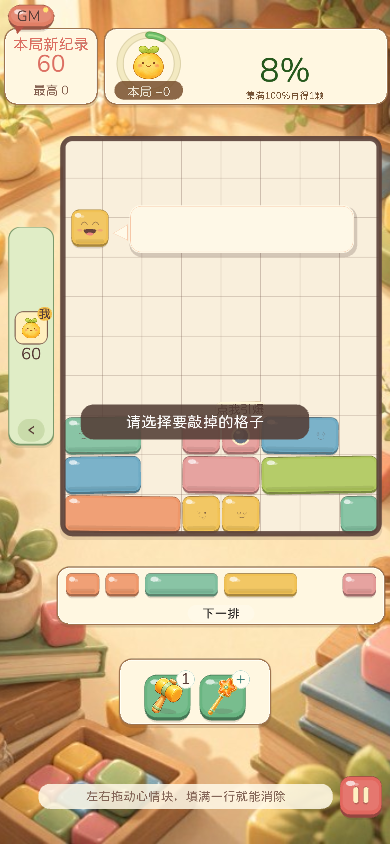 GM
本局新纪录
60
最高 0
本局 -0
8%
集满100%可得1颗
我
60
<
请选择要敲掉的格子
下一排
1
+
左右拖动心情块，填满一行就能消除